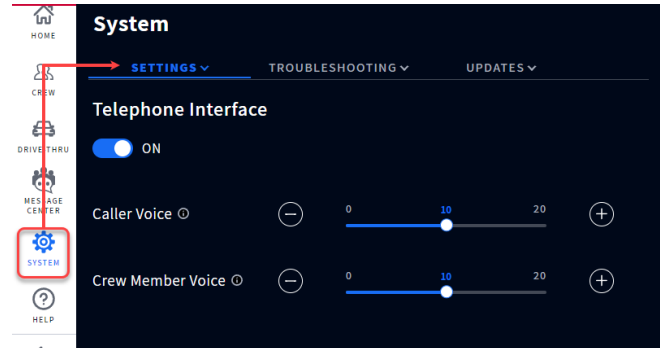 HOME
CREW
DRIVE THRU
MESSAGE
CENTER
SYSTEM
HELP
System
SETTINGS
TROUBLESHOOTING
UPDATES
Telephone Interface
ON
Caller Voice
0 10 20
Crew Member Voice
0 10 20